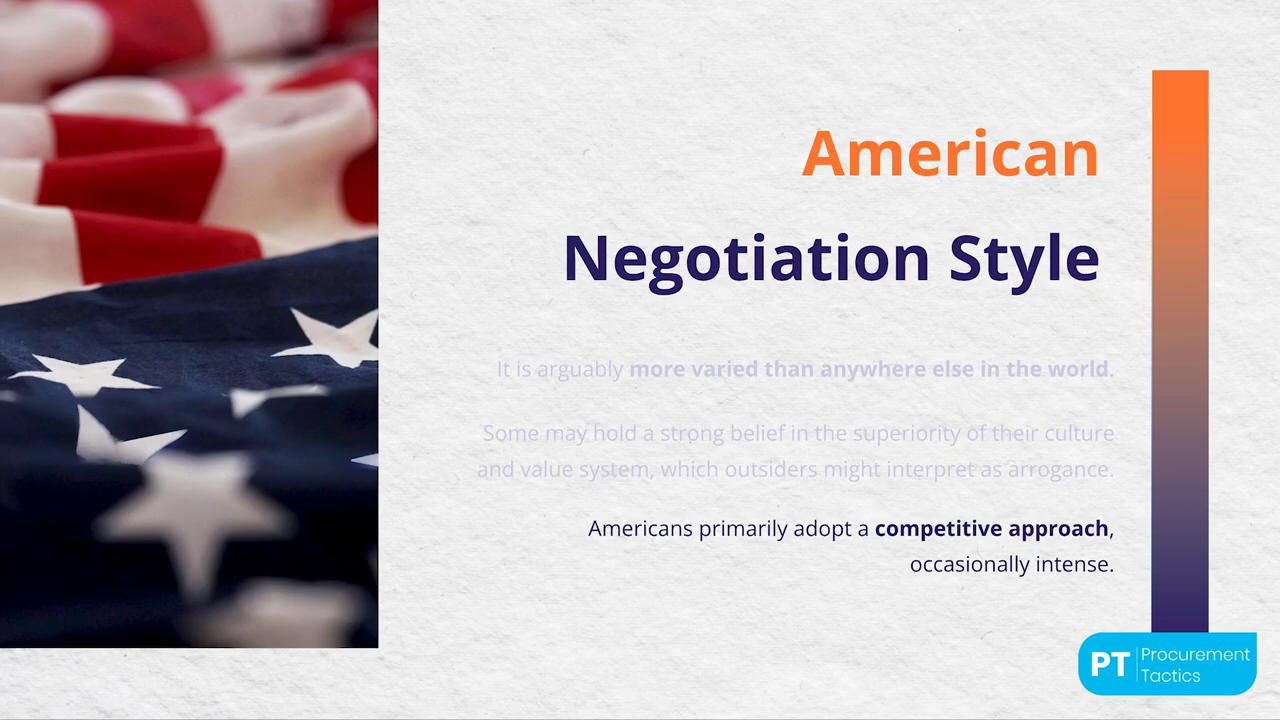 American
Negotiation Style
It is arguably more varied than anywhere else in the world.
Some may hold a strong belief in the superiority of their culture
and value system, which outsiders might interpret as arrogance.
Americans primarily adopt a competitive approach,
occasionally intense.
PT Procurement
Tactics